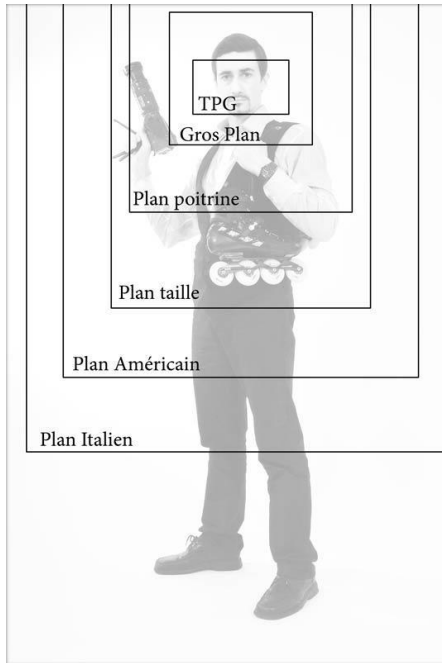 TPG
Gros Plan
Plan poitrine
Plan taille
Plan Américain
Plan Italien